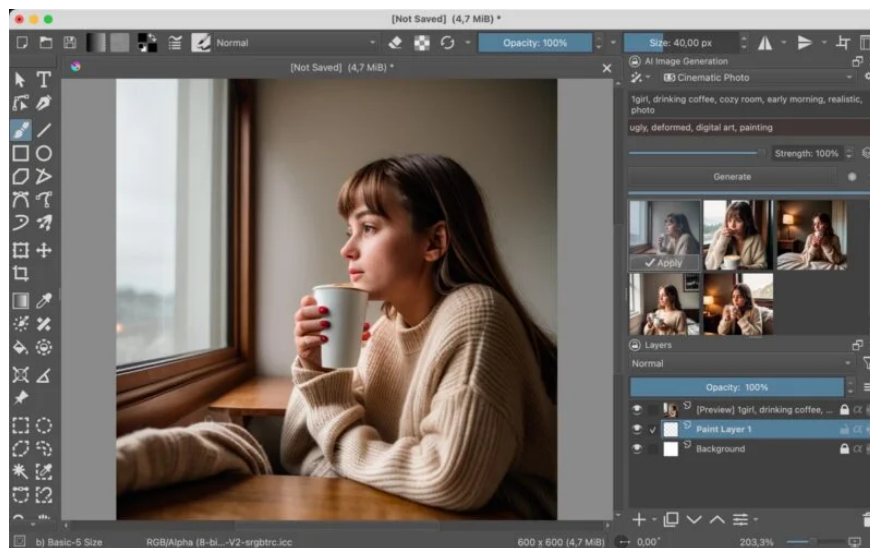 [Not Saved] (4,7 MiB) *
Normal
Opacity: 100%
Size: 40,00 px
[Not Saved] (4,7 MiB) *
AI Image Generation
Cinematic Photo
1girl, drinking coffee, cozy room, early morning, realistic,
photo
ugly, deformed, digital art, painting
Strength: 100%
Generate
Apply
Layers
Normal
Opacity: 100%
[Preview] 1girl, drinking coffee, ...
Paint Layer 1
Background
b) Basic-5 Size
RGB/Alpha (8-bi...-V2-srgbtrc.icc
600 x 600 (4,7 MiB)
0,00°
203,3%